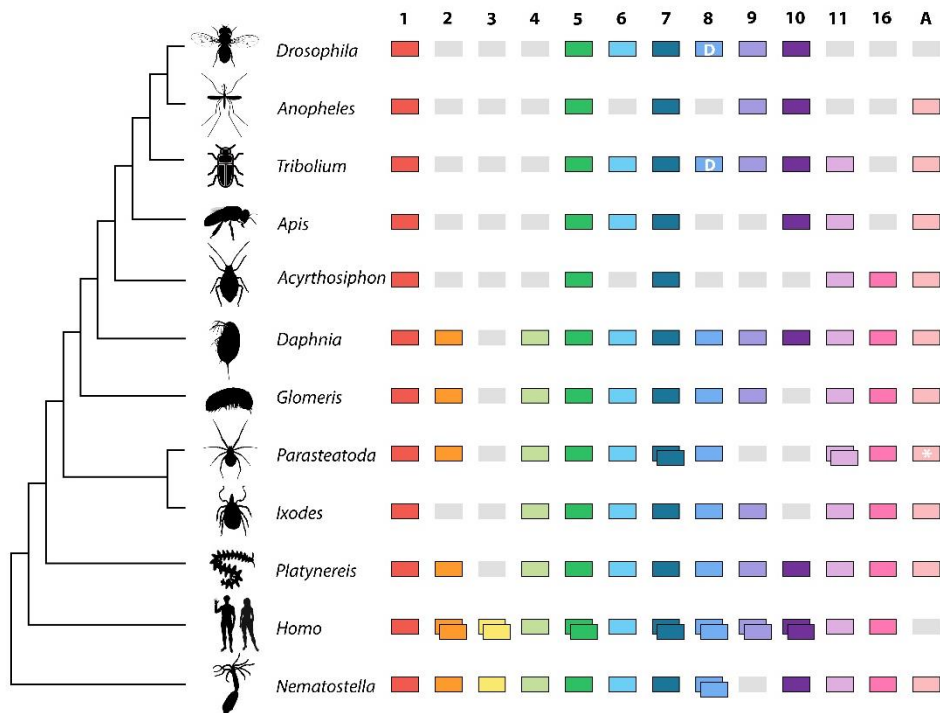 1 2 3 4 5 6 7 8 9 10 11 16 A
Drosophila D
Anopheles
Tribolium D
Apis
Acyrthosiphon
Daphnia
Glomeris
Parasteatoda *
Ixodes
Platynereis
Homo
Nematostella